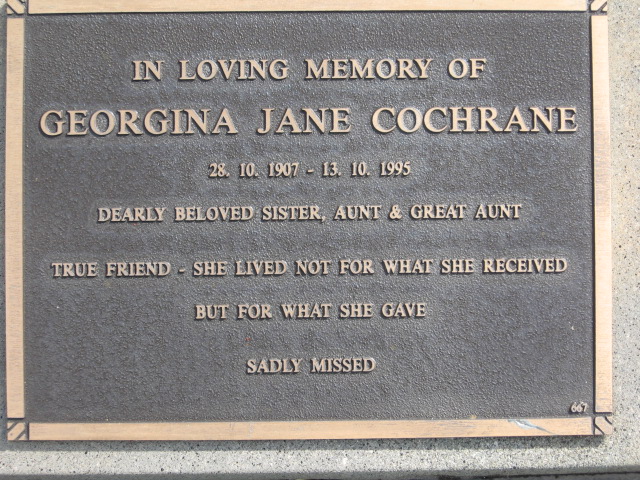 IN LOVING MEMORY OF
GEORGINA JANE COCHRANE
28. 10. 1907 - 13. 10. 1995
DEARLY BELOVED SISTER, AUNT & GREAT AUNT
TRUE FRIEND - SHE LIVED NOT FOR WHAT SHE RECEIVED
BUT FOR WHAT SHE GAVE
SADLY MISSED
667